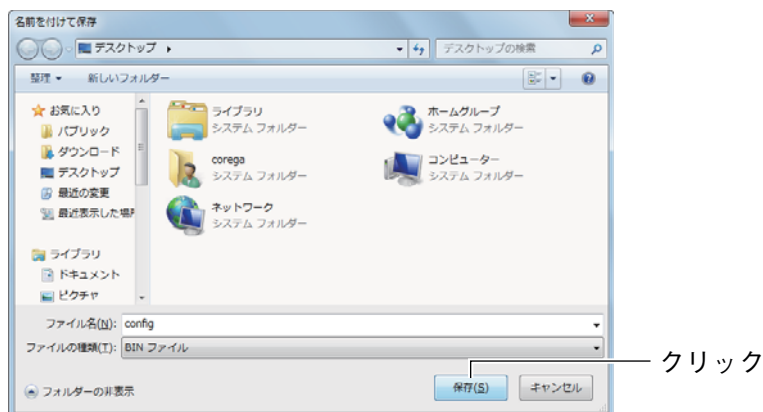 名前を付けて保存
デスクトップ
デスクトップの検索
整理
新しいフォルダー
お気に入り
パブリック
ダウンロード
デスクトップ
最近の変更
最近表示した場所
ライブラリ
ドキュメント
ピクチャ
ライブラリ
システム フォルダー
ホームグループ
システム フォルダー
corega
システム フォルダー
コンピューター
システム フォルダー
ネットワーク
システム フォルダー
ファイル名(N): config
ファイルの種類(T): BIN ファイル
フォルダーの非表示
保存(S)
キャンセル
クリック